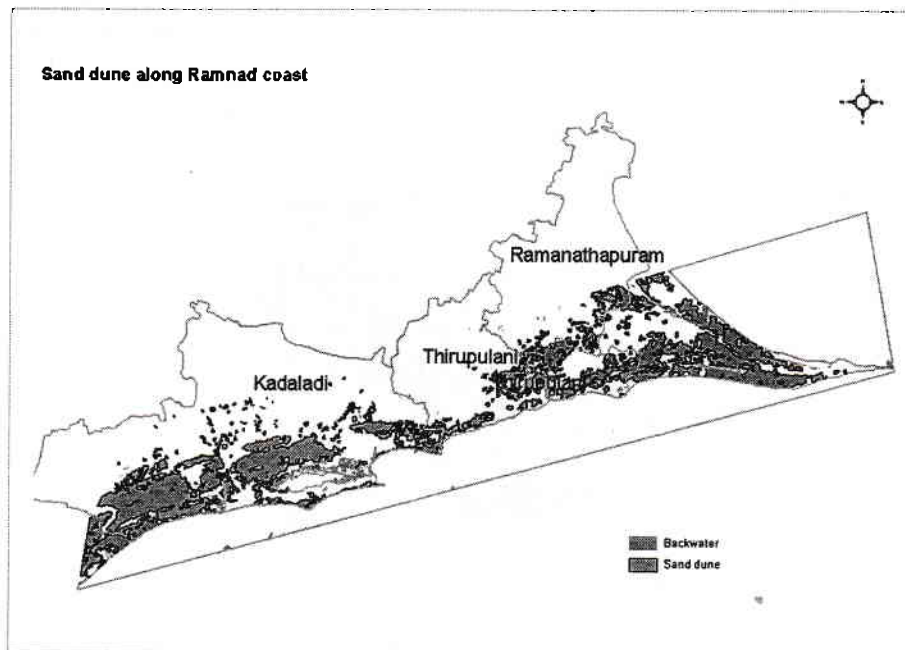 Sand dune along Ramnad coast
Ramanathapuram
Thirupulani
Kadaladi
Backwater
Sand dune